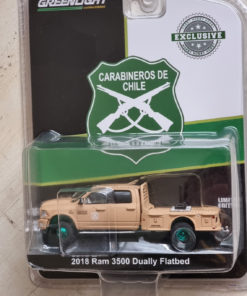 GREENLIGHT
EXCLUSIVE
CARABINEROS DE
CHILE
2018 Ram 3500 Dually Flatbed